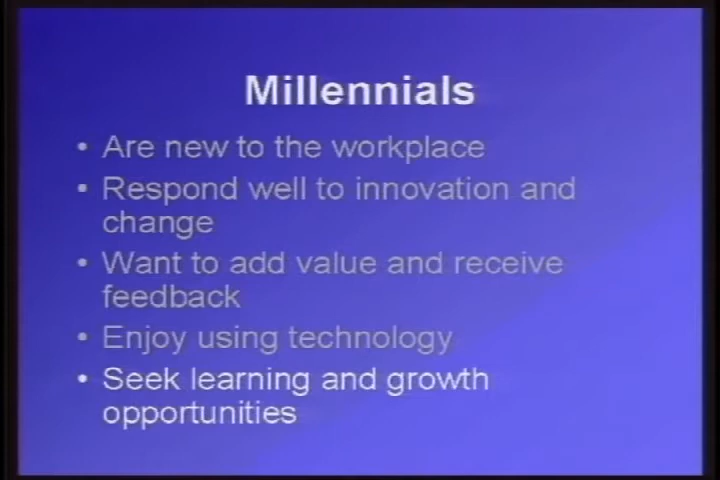 Millennials
• Are new to the workplace
• Respond well to innovation and
change
• Want to add value and receive
feedback
• Enjoy using technology
• Seek learning and growth
opportunities